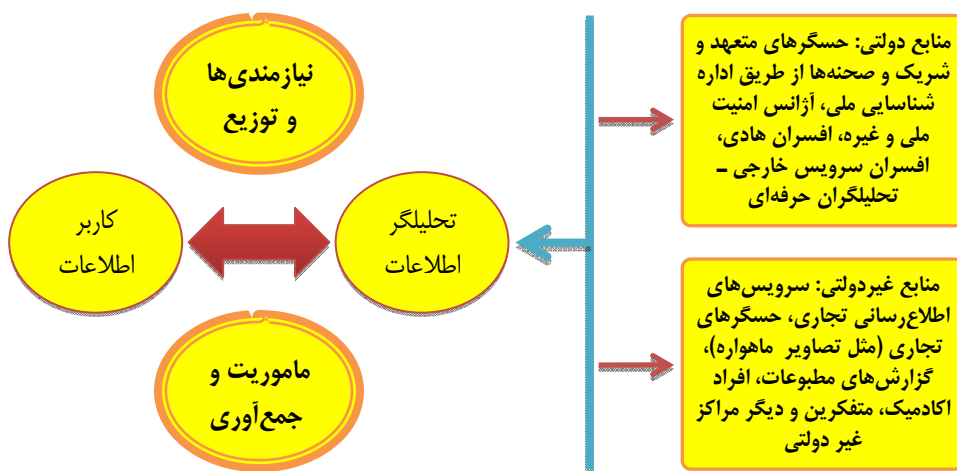 نیازمندی‌ها
و توزیع
کاربر
اطلاعات
تحلیلگر
اطلاعات
ماموریت و
جمع‌آوری
منابع دولتی: حسگرهای متعهد و
شریک و صحنه‌ها از طریق اداره
شناسایی ملی، آژانس امنیت
ملی و غیره، افسران هادی،
افسران سرویس خارجی ـ
تحلیلگران حرفه‌ای
منابع غیردولتی: سرویس‌های
اطلاع‌رسانی تجاری، حسگرهای
تجاری (مثل تصاویر ماهواره)،
گزارش‌های مطبوعات، افراد
اکادمیک، متفکرین و دیگر مراکز
غیر دولتی